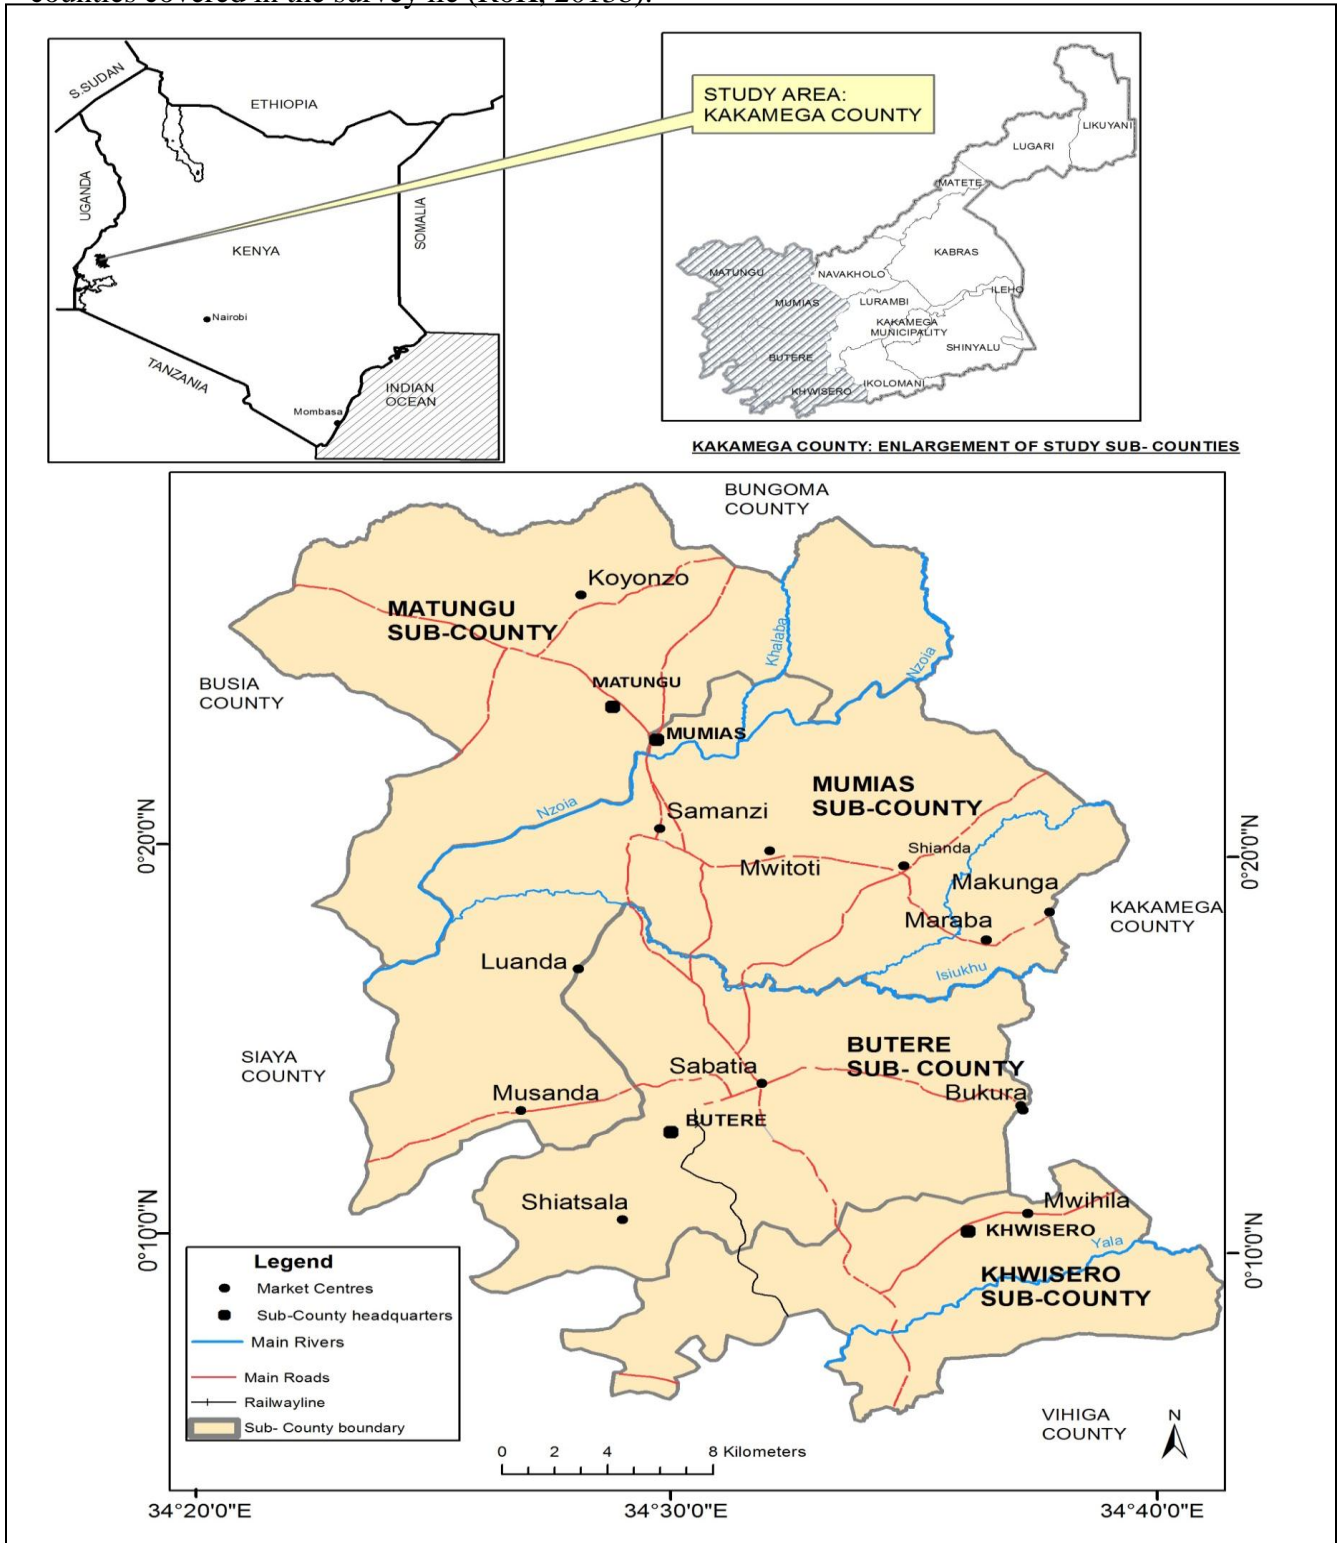 counties covered in the survey lie (RoK, 2013b).
S.SUDAN
ETHIOPIA
UGANDA
KENYA
SOMALIA
Nairobi
TANZANIA
INDIAN
OCEAN
Mombasa
STUDY AREA:
KAKAMEGA COUNTY
LIKUYANI
LUGARI
MATETE
KABRAS
MATUNGU
NAVAKHOLO
ILEHO
MUMIAS
LURAMBI
KAKAMEGA
MUNICIPALITY
SHINYALU
BUTERE
IKOLOMANI
KHWISERO
KAKAMEGA COUNTY: ENLARGEMENT OF STUDY SUB- COUNTIES
BUNGOMA
COUNTY
Koyonzo
MATUNGU
SUB-COUNTY
Khalaba
Nzoia
BUSIA
COUNTY
MATUNGU
MUMIAS
MUMIAS
SUB-COUNTY
Nzoia
Samanzi
Mwitoti
Shianda
Makunga
Maraba
KAKAMEGA
COUNTY
Luanda
Isiukhu
SIAYA
COUNTY
BUTERE
SUB- COUNTY
Sabatia
Musanda
Bukura
BUTERE
Shiatsala
Mwihila
KHWISERO
Yala
KHWISERO
SUB-COUNTY
VIHIGA
COUNTY
N
Legend
Market Centres
Sub-County headquarters
Main Rivers
Main Roads
Railwayline
Sub- County boundary
0 2 4 8 Kilometers
0°20'0"N
0°20'0"N
0°10'0"N
0°10'0"N
34°20'0"E
34°30'0"E
34°40'0"E